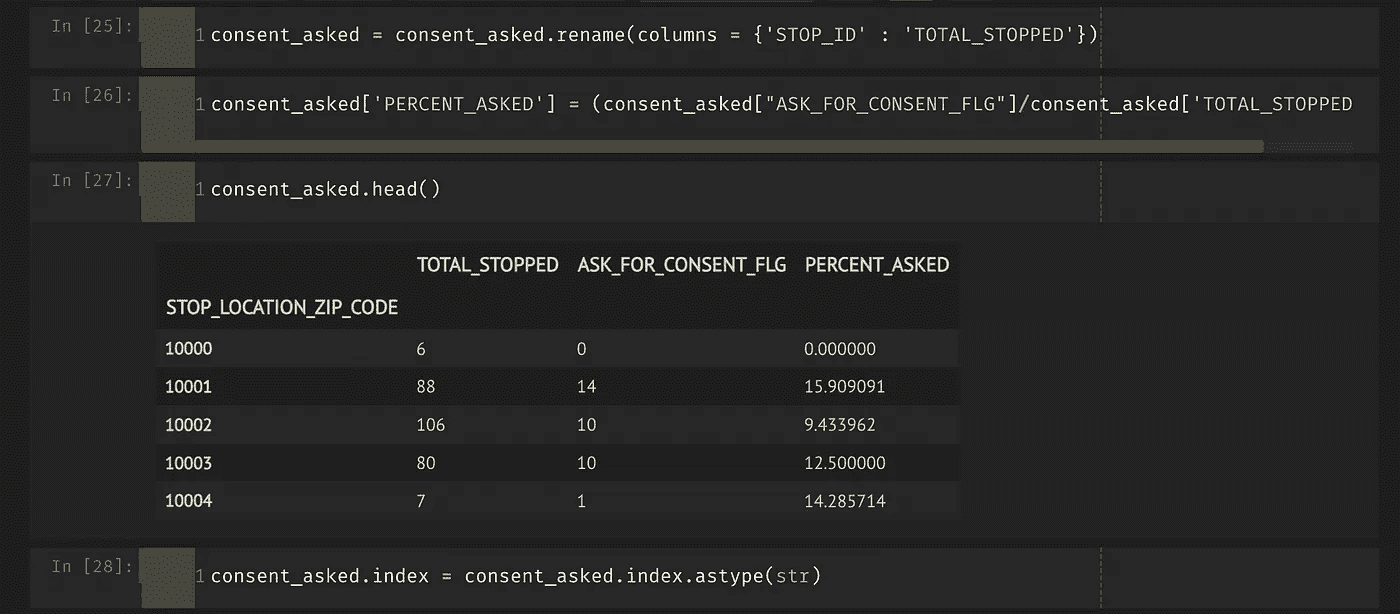 In [25]: 1 consent_asked = consent_asked.rename(columns = {'STOP_ID' : 'TOTAL_STOPPED'})
In [26]: 1 consent_asked['PERCENT_ASKED'] = (consent_asked["ASK_FOR_CONSENT_FLG"]/consent_asked['TOTAL_STOPPED
In [27]: 1 consent_asked.head()
TOTAL_STOPPED ASK_FOR_CONSENT_FLG PERCENT_ASKED
STOP_LOCATION_ZIP_CODE
10000 6 0 0.000000
10001 88 14 15.909091
10002 106 10 9.433962
10003 80 10 12.500000
10004 7 1 14.285714
In [28]: 1 consent_asked.index = consent_asked.index.astype(str)